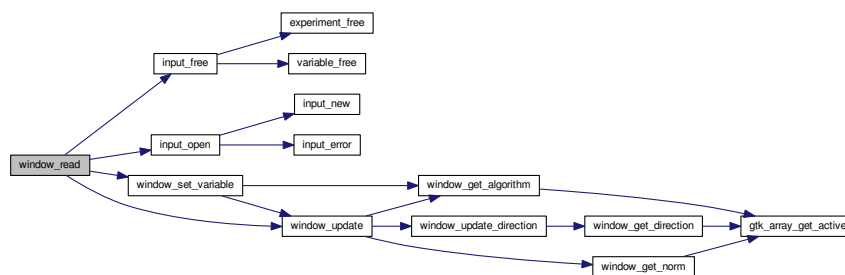 experiment_free
input_free
variable_free
input_new
input_open
input_error
window_read
window_set_variable
window_get_algorithm
window_update
window_update_direction
window_get_direction
gtk_array_get_active
window_get_norm